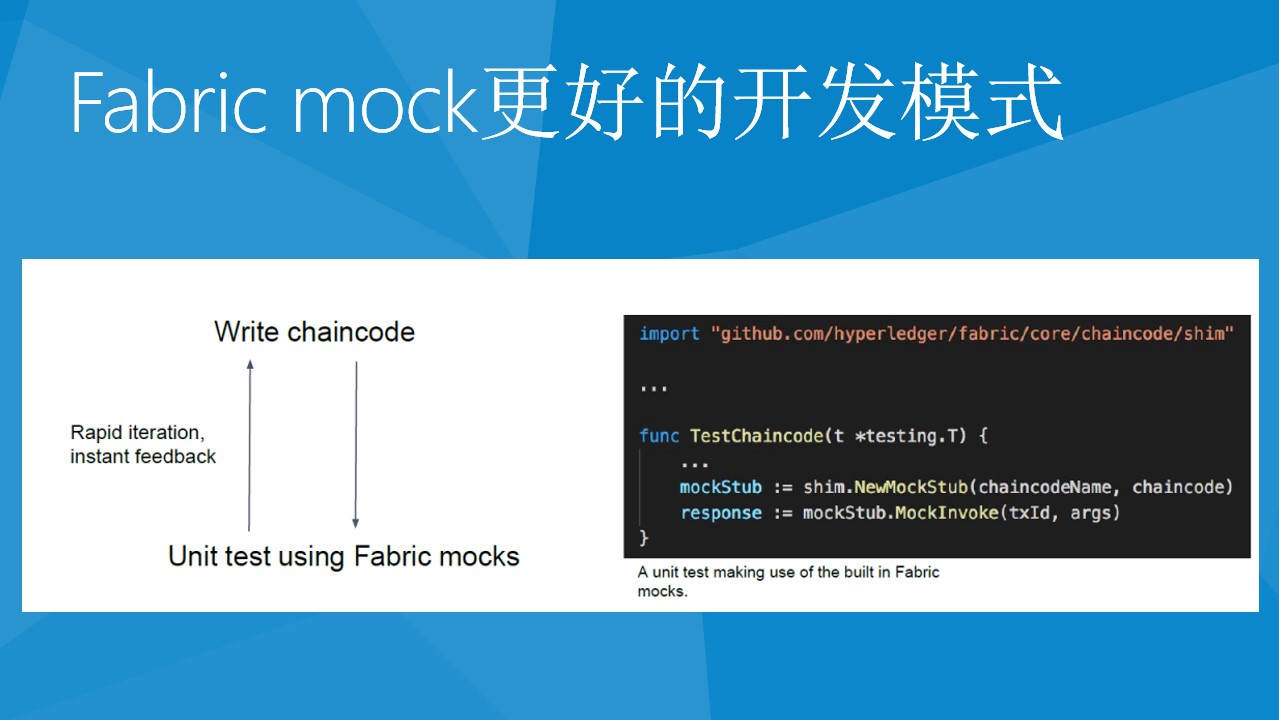 Fabric mock更好的开发模式
Write chaincode
Rapid iteration,
instant feedback
Unit test using Fabric mocks
import "github.com/hyperledger/fabric/core/chaincode/shim"
...
func TestChaincode(t *testing.T) {
...
mockStub := shim.NewMockStub(chaincodeName, chaincode)
response := mockStub.MockInvoke(txId, args)
}
A unit test making use of the built in Fabric
mocks.